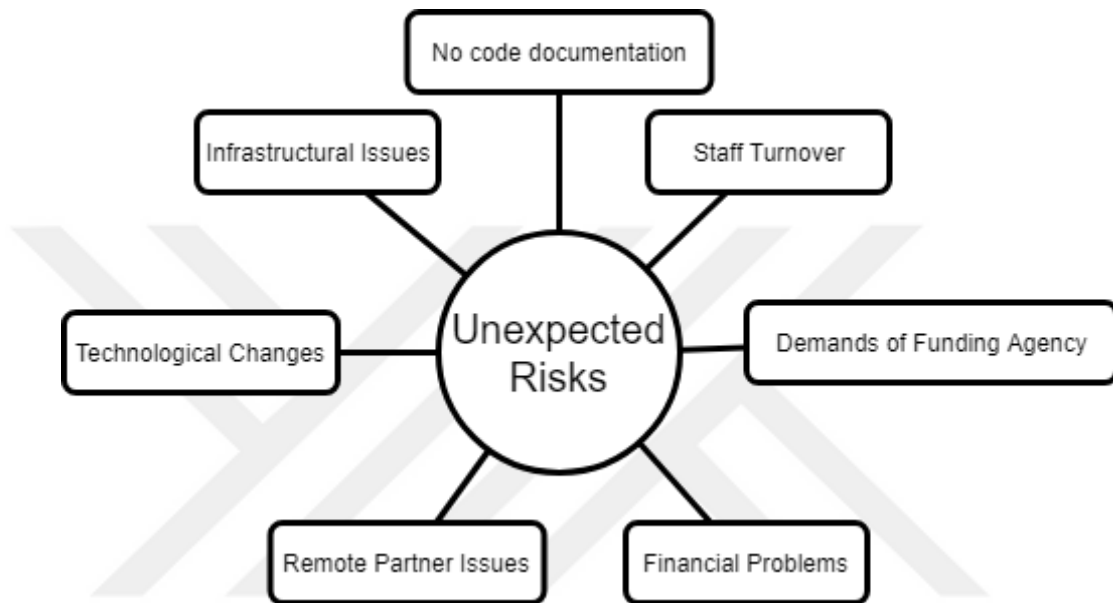 No code documentation
Infrastructural Issues
Staff Turnover
Unexpected
Risks
Technological Changes
Demands of Funding Agency
Remote Partner Issues
Financial Problems